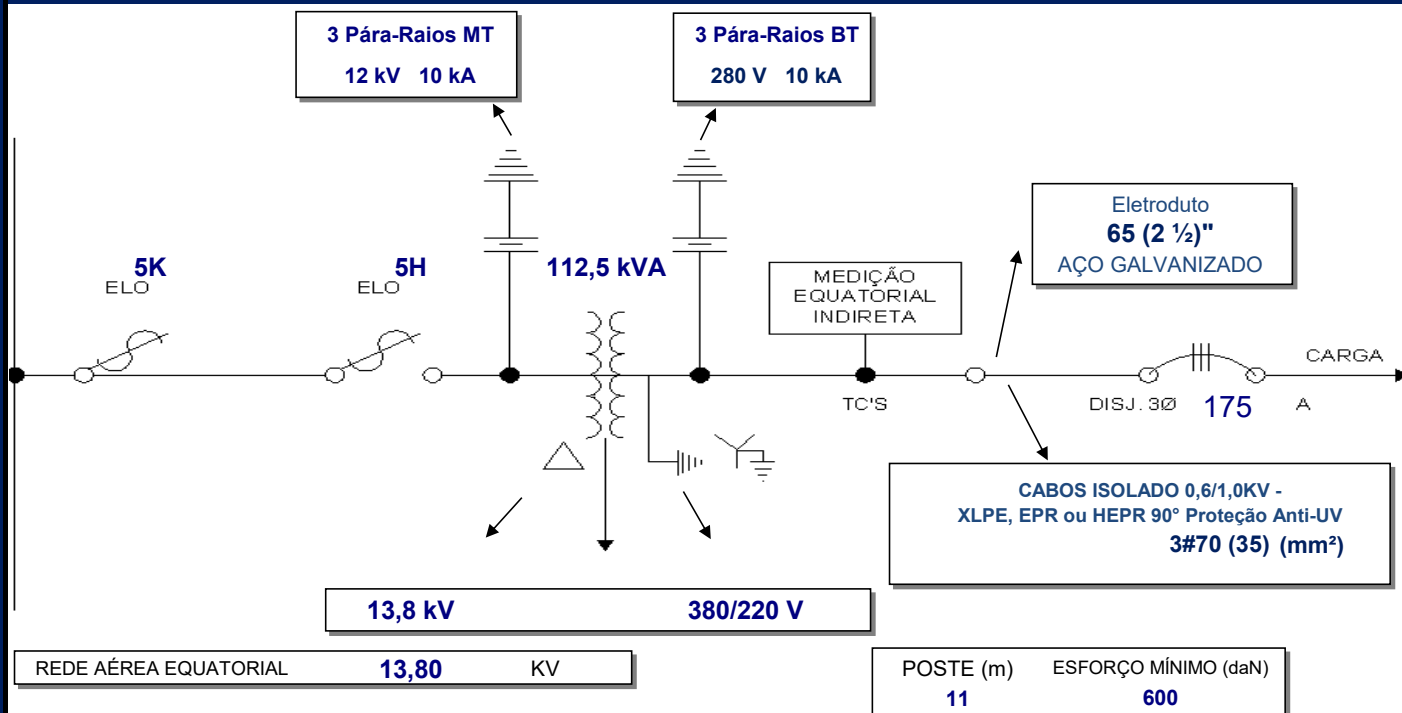 3 Pára-Raios MT
12 kV 10 kA
3 Pára-Raios BT
280 V 10 kA
Eletroduto
65 (2 ½)"
AÇO GALVANIZADO
5K
ELO
5H
ELO
112,5 kVA
MEDIÇÃO
EQUATORIAL
INDIRETA
CARGA
TC'S
DISJ. 3Ø 175 A
CABOS ISOLADO 0,6/1,0KV -
XLPE, EPR ou HEPR 90° Proteção Anti-UV
3#70 (35) (mm²)
13,8 kV 380/220 V
REDE AÉREA EQUATORIAL 13,80 KV
POSTE (m) ESFORÇO MÍNIMO (daN)
11 600